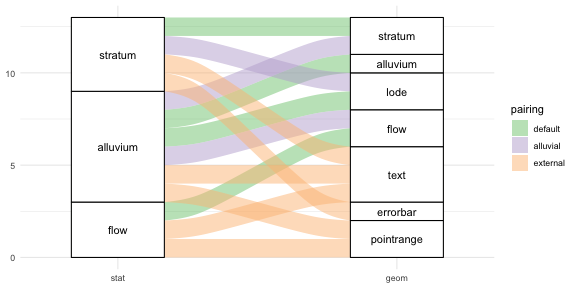 stratum
alluvium
flow
stratum
alluvium
lode
flow
text
errorbar
pointrange
10
5
0
stat
geom
pairing
default
alluvial
external